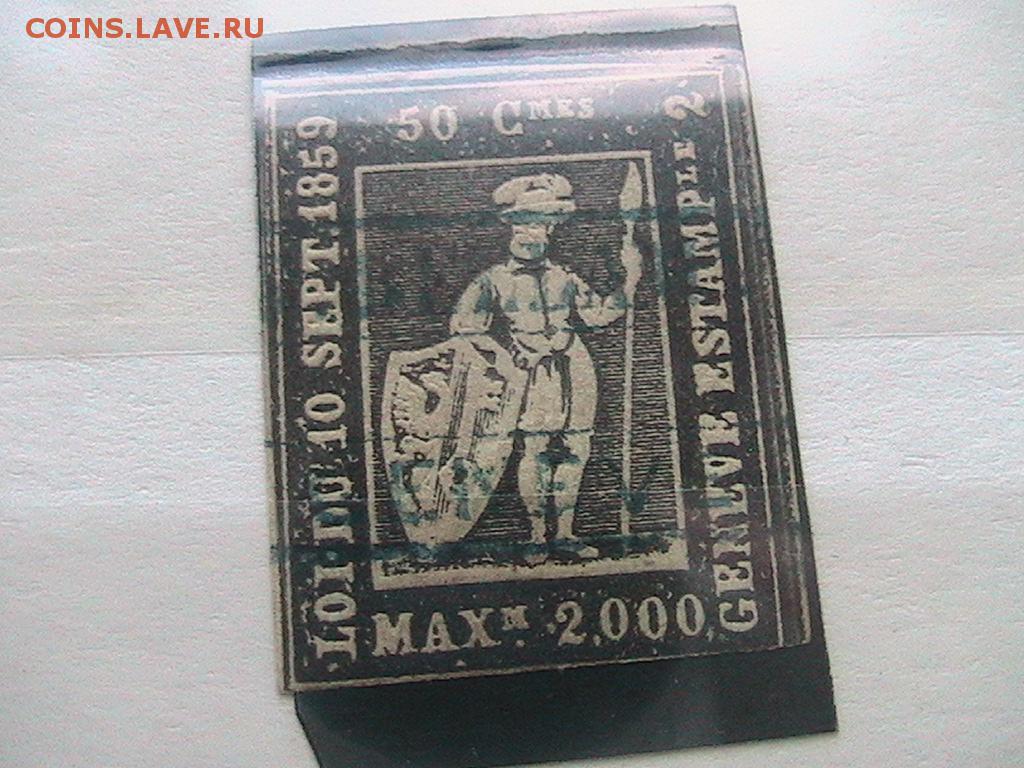 COINS.LAVE.RU
50 Cmes
LOI DU 10 SEPT. 1859
GENEVE ESTAMPle 2
MAXm 2,000